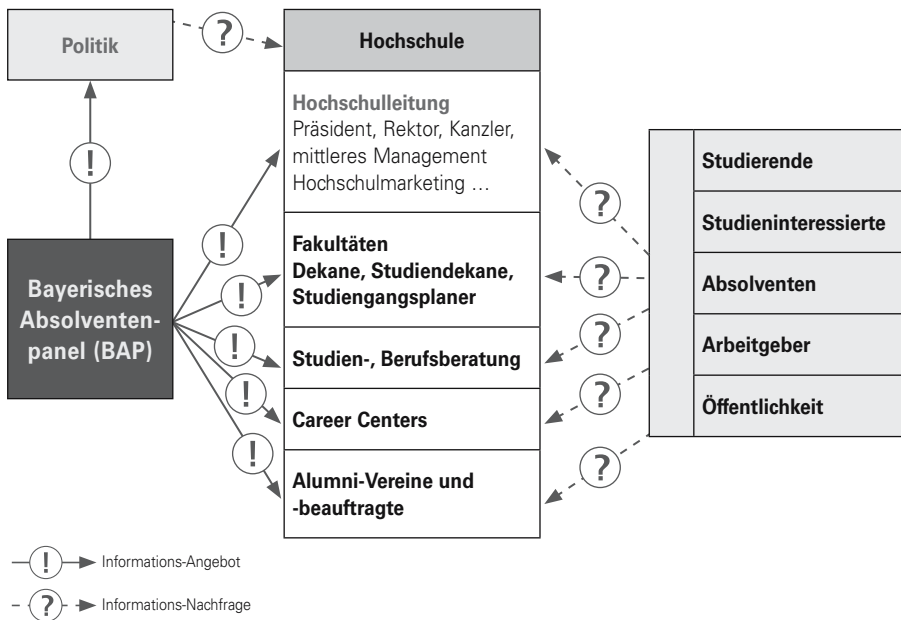 Politik
?
Hochschule
Hochschulleitung
Präsident, Rektor, Kanzler,
mittleres Management
Hochschulmarketing ...
!
Bayerisches
Absolventen-
panel (BAP)
!
!
!
!
!
Fakultäten
Dekane, Studiendekane,
Studiengangsplaner
Studien-, Berufsberatung
Career Centers
Alumni-Vereine und
-beauftragte
?
?
?
?
?
Studierende
Studieninteressierte
Absolventen
Arbeitgeber
Öffentlichkeit
! Informations-Angebot
? Informations-Nachfrage